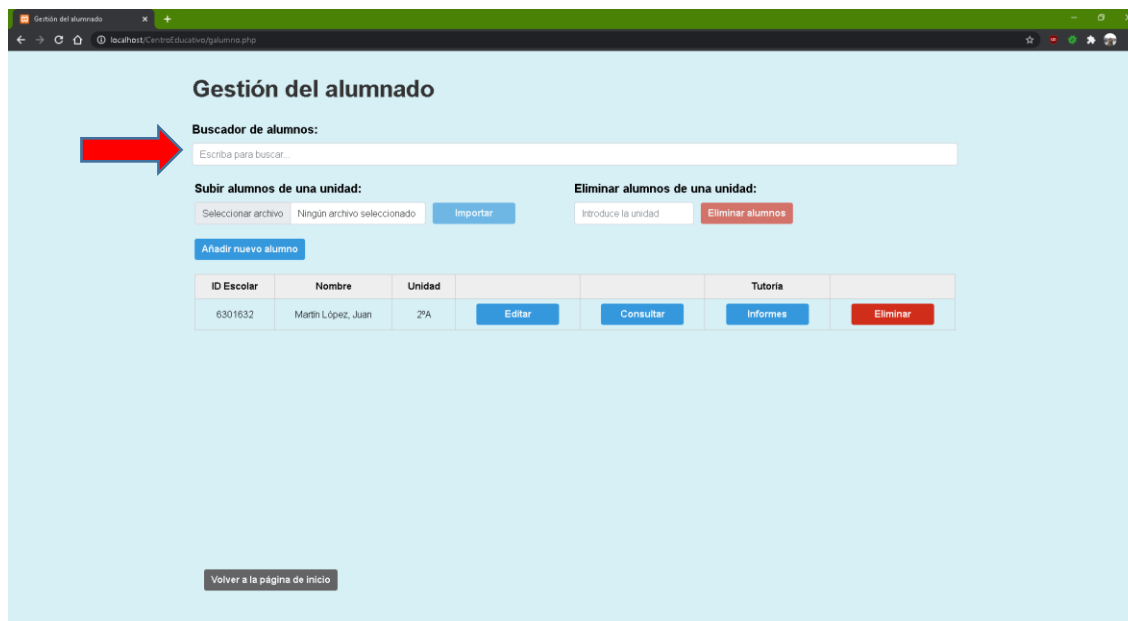 Gestión del alumnado
localhost/CentroEducativo/galumno.php
Gestión del alumnado
Buscador de alumnos:
Escriba para buscar...
Subir alumnos de una unidad: Eliminar alumnos de una unidad:
Seleccionar archivo Ningún archivo seleccionado Importar Introduce la unidad Eliminar alumnos
Añadir nuevo alumno
ID Escolar Nombre Unidad Tutoría
6301632 Martín López, Juan 2ºA Editar Consultar Informes Eliminar
Volver a la página de inicio